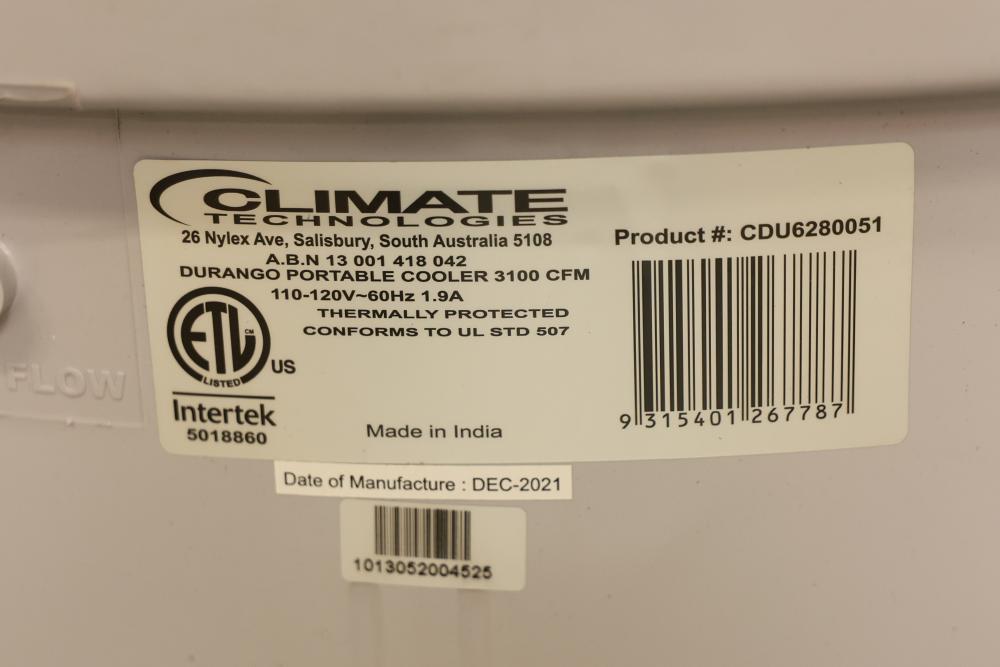 CLIMATE
TECHNOLOGIES
26 Nylex Ave, Salisbury, South Australia 5108
A.B.N 13 001 418 042
DURANGO PORTABLE COOLER 3100 CFM
110-120V~60Hz 1.9A
THERMALLY PROTECTED
CONFORMS TO UL STD 507
ETL CM
LISTED
US
Intertek
5018860
Made in India
Product #: CDU6280051
9 315401 267787
FLOW
Date of Manufacture : DEC-2021
1013052004525